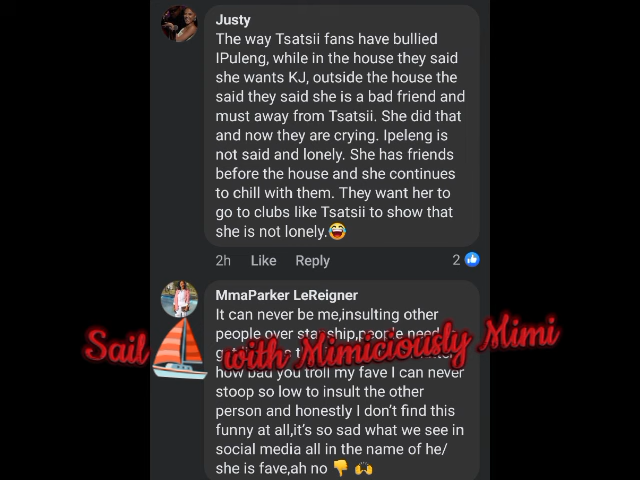 Justy
The way Tsatsii fans have bullied
IPuleng, while in the house they said
she wants KJ, outside the house the
said they said she is a bad friend and
must away from Tsatsii. She did that
and now they are crying. Ipeleng is
not said and lonely. She has friends
before the house and she continues
to chill with them. They want her to
go to clubs like Tsatsii to show that
she is not lonely.😂
2h Like Reply 2
MmaParker LeReigner
It can never be me,insulting other
people over starship,people need
Sail with Mimiciously Mimi
how bad you troll my fave I can never
stoop so low to insult the other
person and honestly I don't find this
funny at all,it's so sad what we see in
social media all in the name of he/
she is fave,ah no 👎 🙌